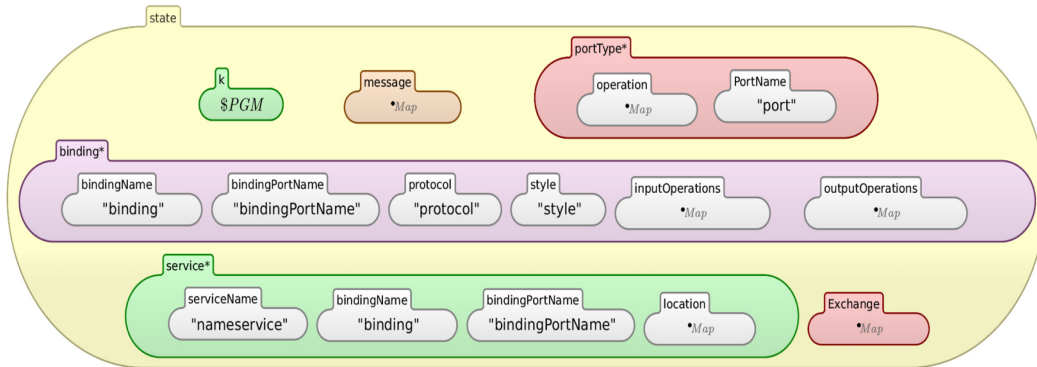 state
k
$PGM
message
•Map
portType*
operation
•Map
PortName
"port"
binding*
bindingName
"binding"
bindingPortName
"bindingPortName"
protocol
"protocol"
style
"style"
inputOperations
•Map
outputOperations
•Map
service*
serviceName
"nameservice"
bindingName
"binding"
bindingPortName
"bindingPortName"
location
•Map
Exchange
•Map